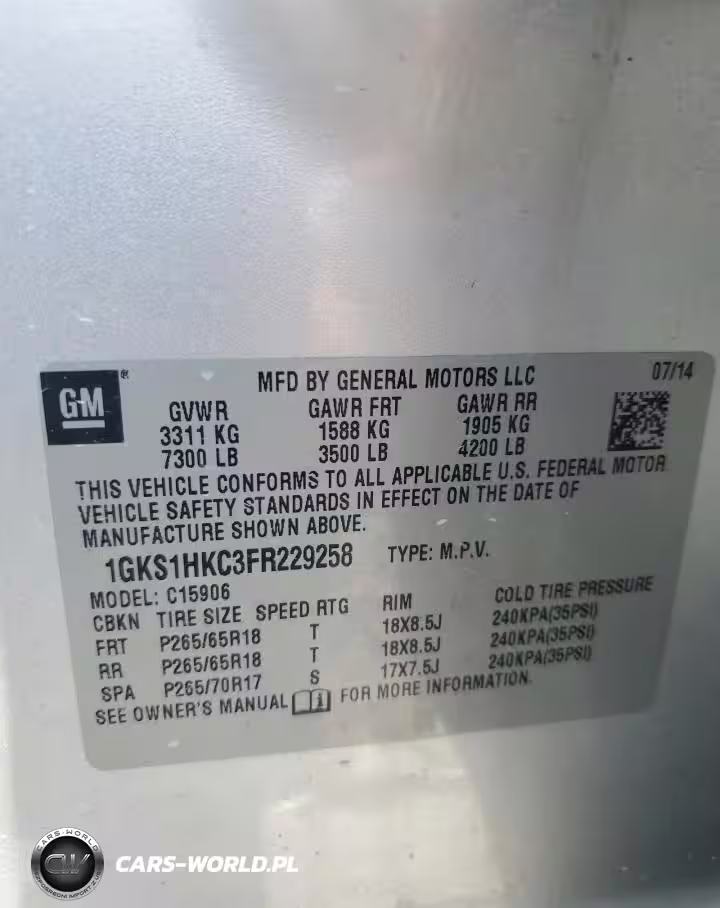 GM ®
MFD BY GENERAL MOTORS LLC 07/14
GVWR GAWR FRT GAWR RR
3311 KG 1588 KG 1905 KG
7300 LB 3500 LB 4200 LB
THIS VEHICLE CONFORMS TO ALL APPLICABLE U.S. FEDERAL MOTOR
VEHICLE SAFETY STANDARDS IN EFFECT ON THE DATE OF
MANUFACTURE SHOWN ABOVE.
1GKS1HKC3FR229258 TYPE: M.P.V.
MODEL: C15906
CBKN TIRE SIZE SPEED RTG RIM COLD TIRE PRESSURE
FRT P265/65R18 T 18X8.5J 240KPA(35PSI)
RR P265/65R18 T 18X8.5J 240KPA(35PSI)
SPA P265/70R17 S 17X7.5J 240KPA(35PSI)
SEE OWNER'S MANUAL i FOR MORE INFORMATION.
CARS-WORLD
CW
CARS-WORLD.PL